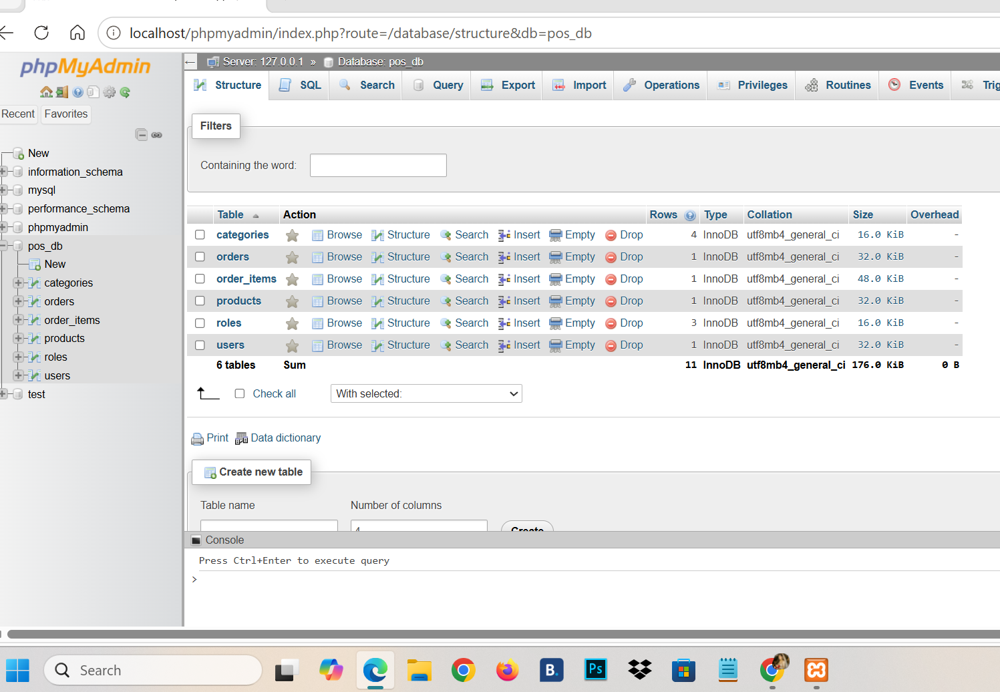 localhost/phpmyadmin/index.php?route=/database/structure&db=pos_db
phpMyAdmin
Recent Favorites
New
information_schema
mysql
performance_schema
phpmyadmin
pos_db
New
categories
orders
order_items
products
roles
users
test
Server: 127.0.0.1 » Database: pos_db
Structure SQL Search Query Export Import Operations Privileges Routines Events Trig
Filters
Containing the word:
Table Action Rows Type Collation Size Overhead
categories Browse Structure Search Insert Empty Drop 4 InnoDB utf8mb4_general_ci 16.0 KiB -
orders Browse Structure Search Insert Empty Drop 1 InnoDB utf8mb4_general_ci 32.0 KiB -
order_items Browse Structure Search Insert Empty Drop 1 InnoDB utf8mb4_general_ci 48.0 KiB -
products Browse Structure Search Insert Empty Drop 1 InnoDB utf8mb4_general_ci 32.0 KiB -
roles Browse Structure Search Insert Empty Drop 3 InnoDB utf8mb4_general_ci 16.0 KiB -
users Browse Structure Search Insert Empty Drop 1 InnoDB utf8mb4_general_ci 32.0 KiB -
6 tables Sum 11 InnoDB utf8mb4_general_ci 176.0 KiB 0 B
Check all With selected:
Print Data dictionary
Create new table
Table name Number of columns
4 Create
Console
Press Ctrl+Enter to execute query
>
Search B. Ps